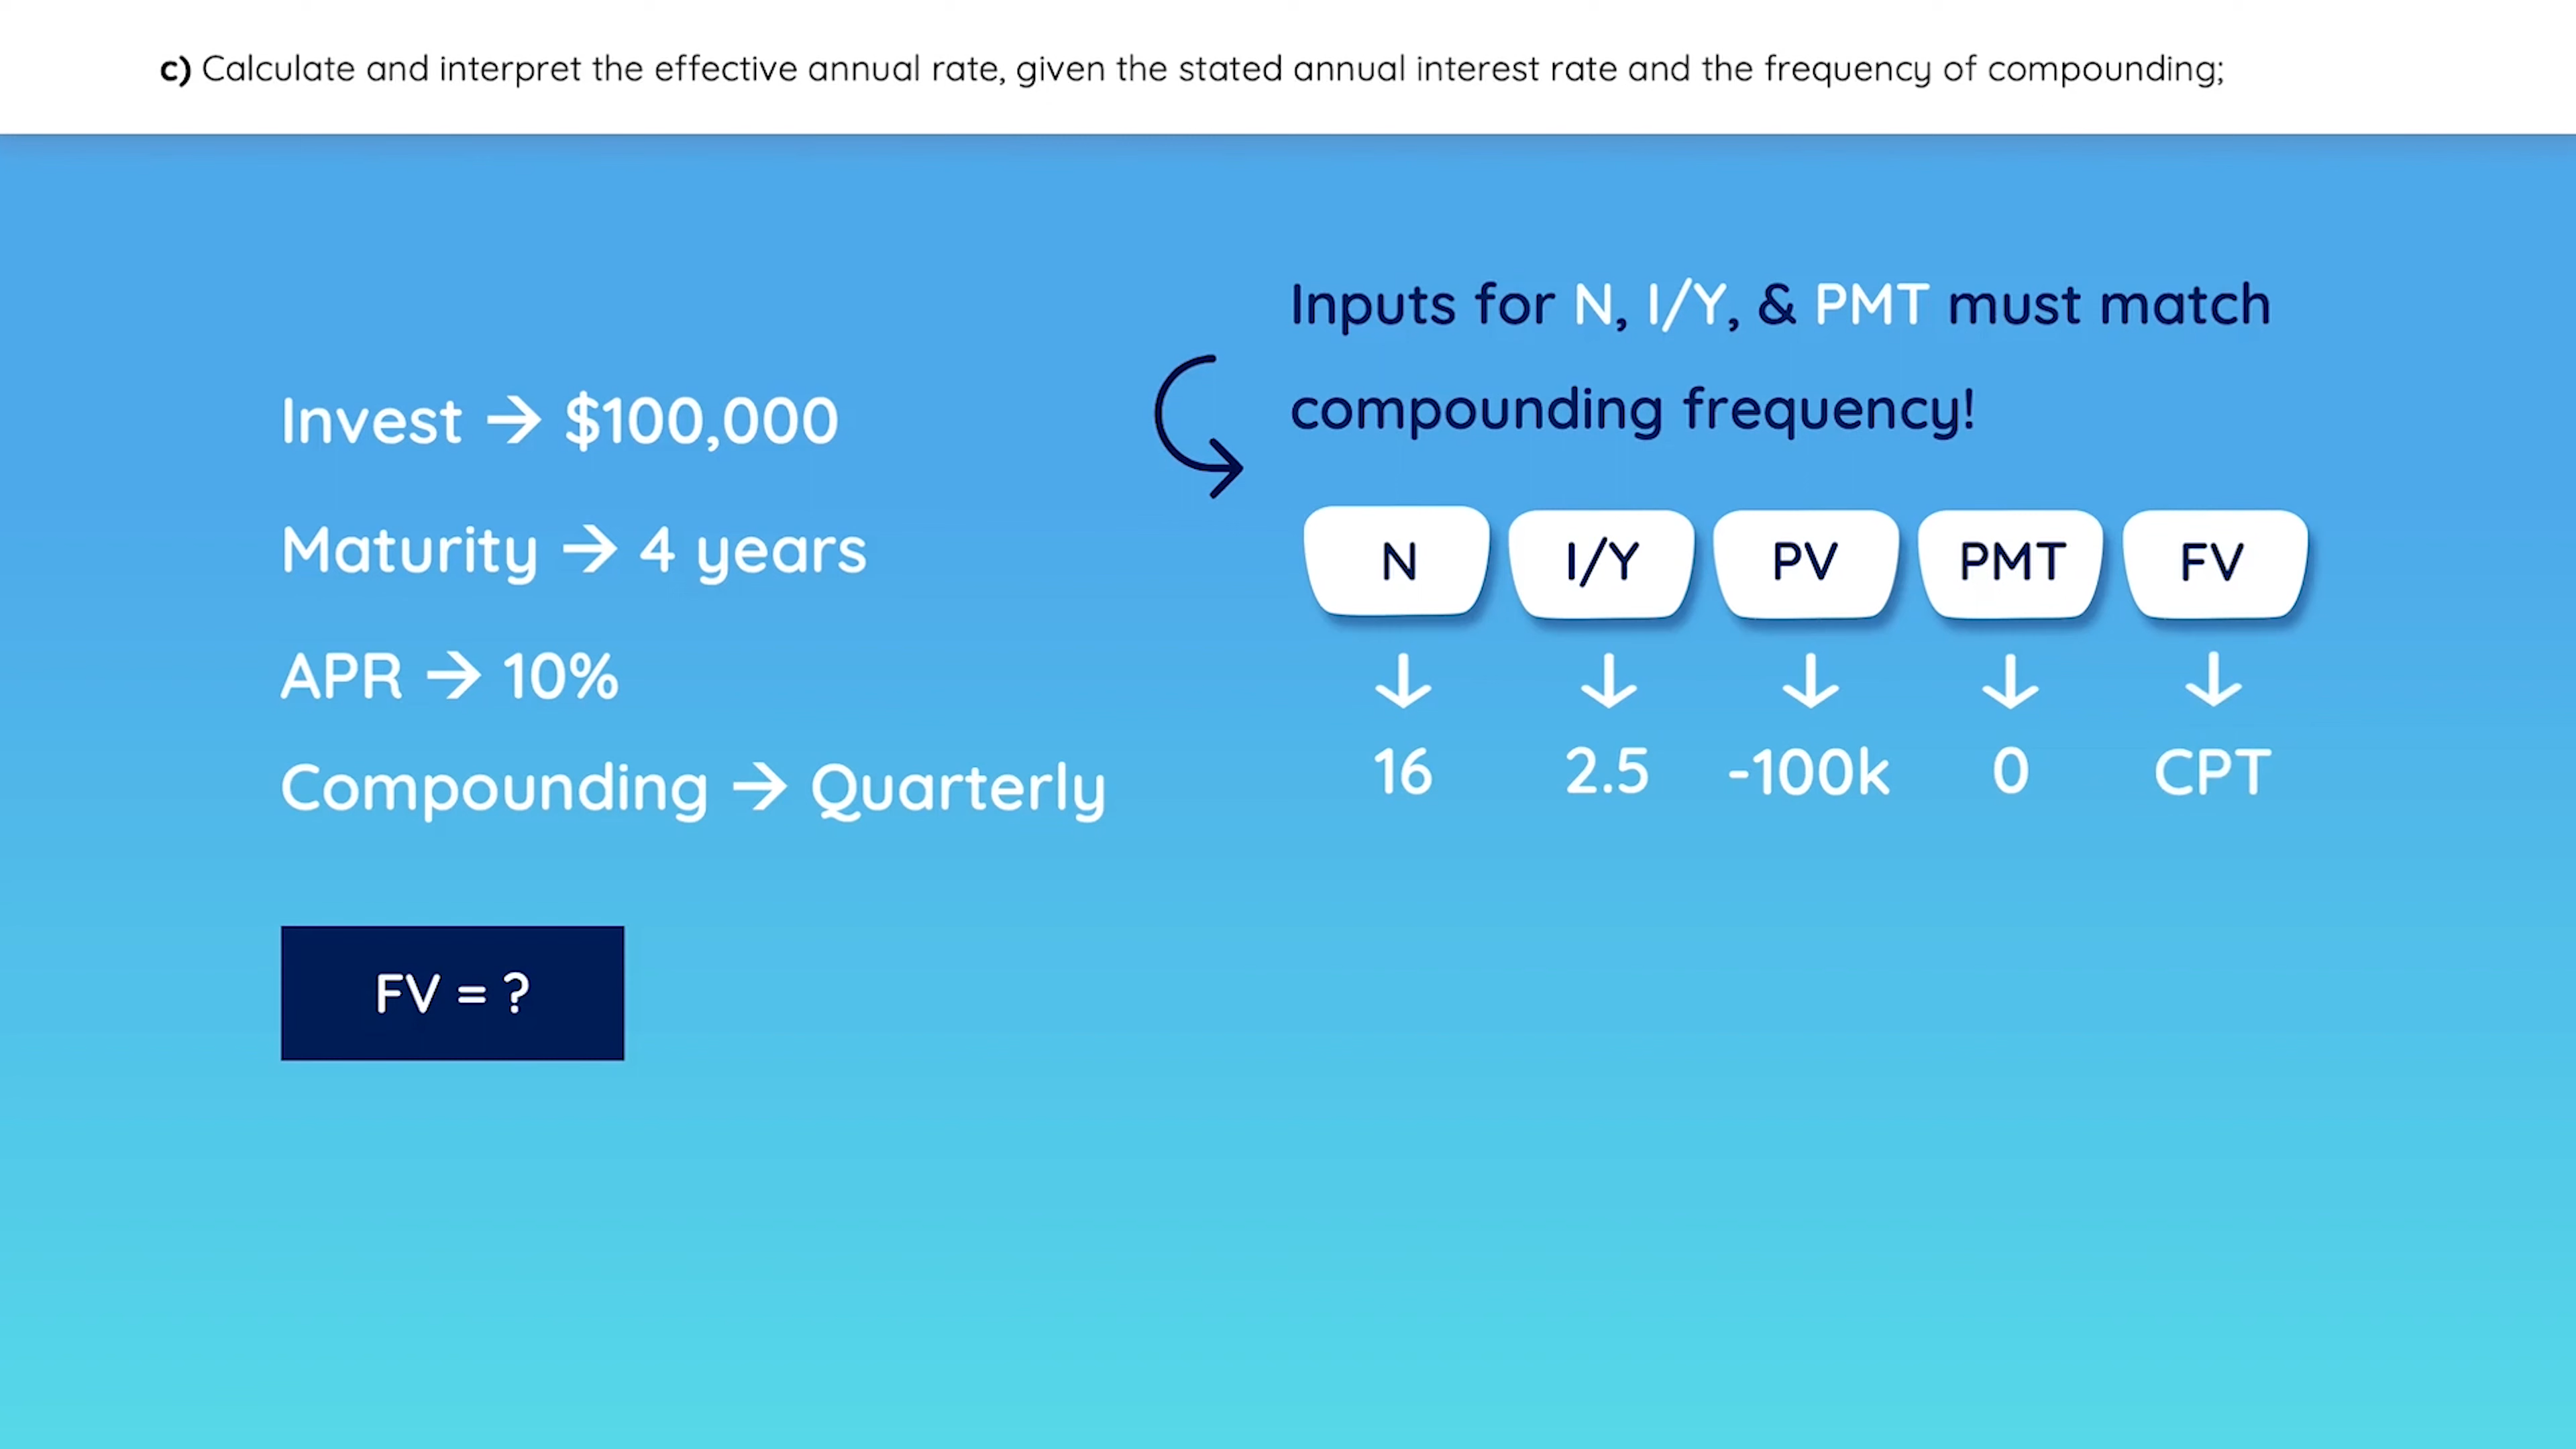 c) Calculate and interpret the effective annual rate, given the stated annual interest rate and the frequency of compounding;
Invest → $100,000
Maturity → 4 years
APR → 10%
Compounding → Quarterly
FV = ?
Inputs for N, I/Y, & PMT must match
compounding frequency!
N I/Y PV PMT FV
↓ ↓ ↓ ↓ ↓
16 2.5 -100k 0 CPT